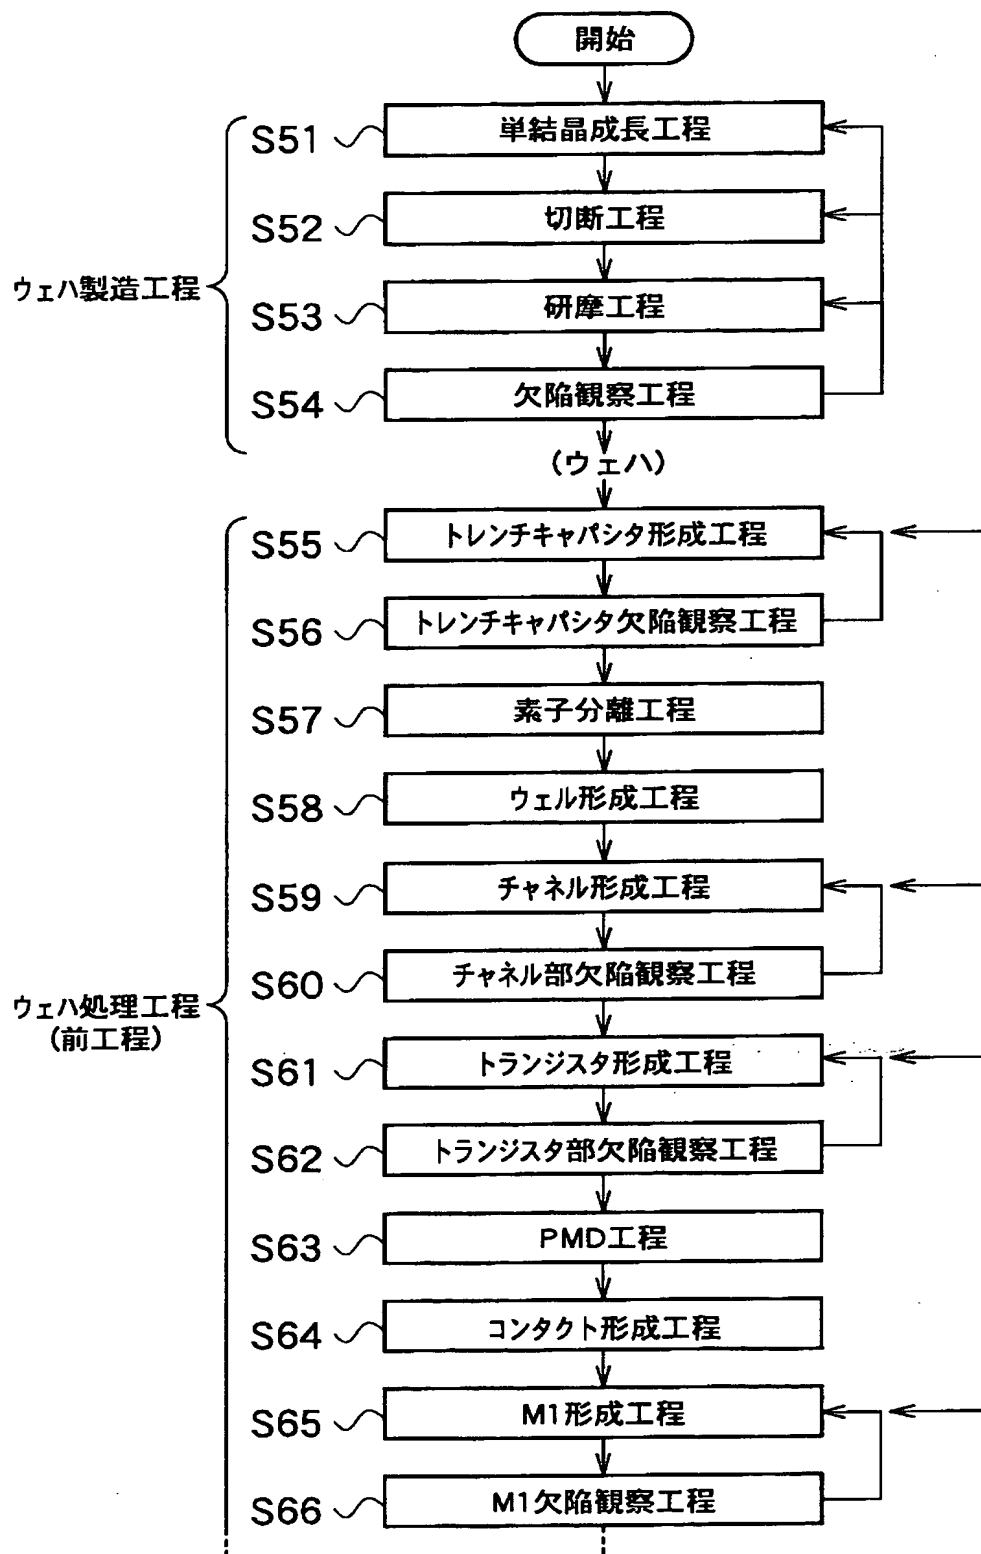 開始
S51 単結晶成長工程
S52 切断工程
ウェハ製造工程
S53 研摩工程
S54 欠陥観察工程
(ウェハ)
S55 トレンチキャパシタ形成工程
S56 トレンチキャパシタ欠陥観察工程
S57 素子分離工程
S58 ウェル形成工程
S59 チャネル形成工程
S60 チャネル部欠陥観察工程
ウェハ処理工程
(前工程)
S61 トランジスタ形成工程
S62 トランジスタ部欠陥観察工程
S63 PMD工程
S64 コンタクト形成工程
S65 M1形成工程
S66 M1欠陥観察工程